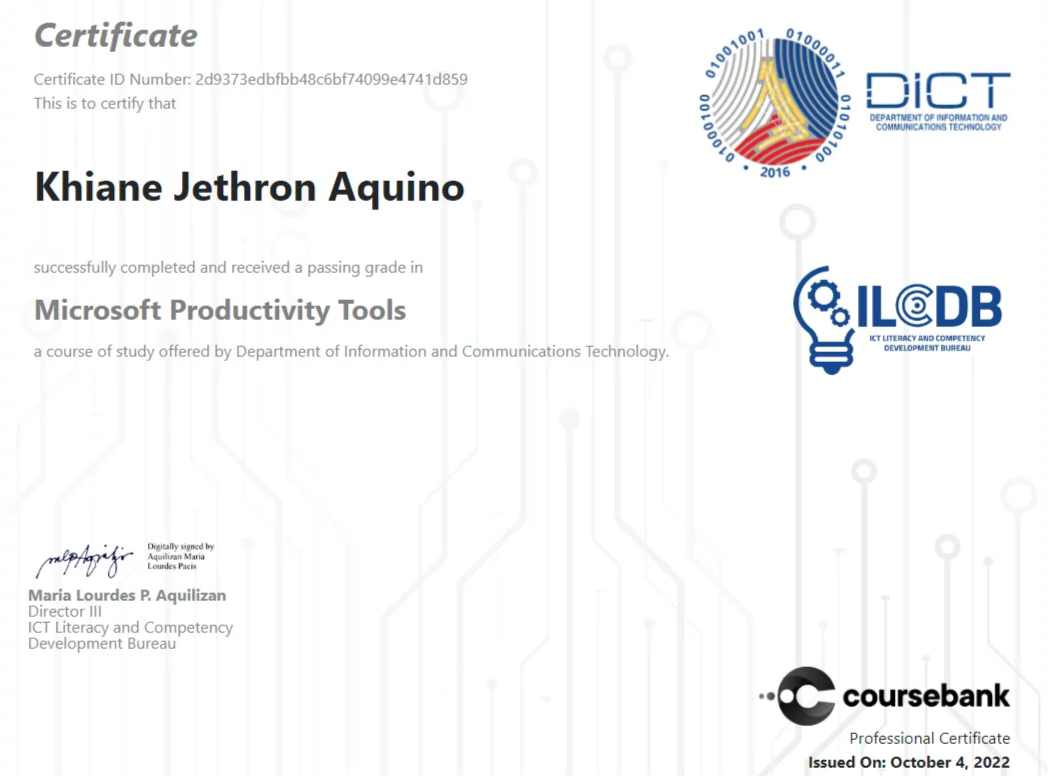 Certificate
Certificate ID Number: 2d9373edbfbb48c6bf74099e4741d859
This is to certify that
Khiane Jethron Aquino
successfully completed and received a passing grade in
Microsoft Productivity Tools
a course of study offered by Department of Information and Communications Technology.
01000100 01001001 01000011 01010100
• 2016 •
DICT
DEPARTMENT OF INFORMATION AND
COMMUNICATIONS TECHNOLOGY
ILCDB
ICT LITERACY AND COMPETENCY
DEVELOPMENT BUREAU
Digitally signed by
Aquilizan Maria
Lourdes Pacis
Maria Lourdes P. Aquilizan
Director III
ICT Literacy and Competency
Development Bureau
coursebank
Professional Certificate
Issued On: October 4, 2022